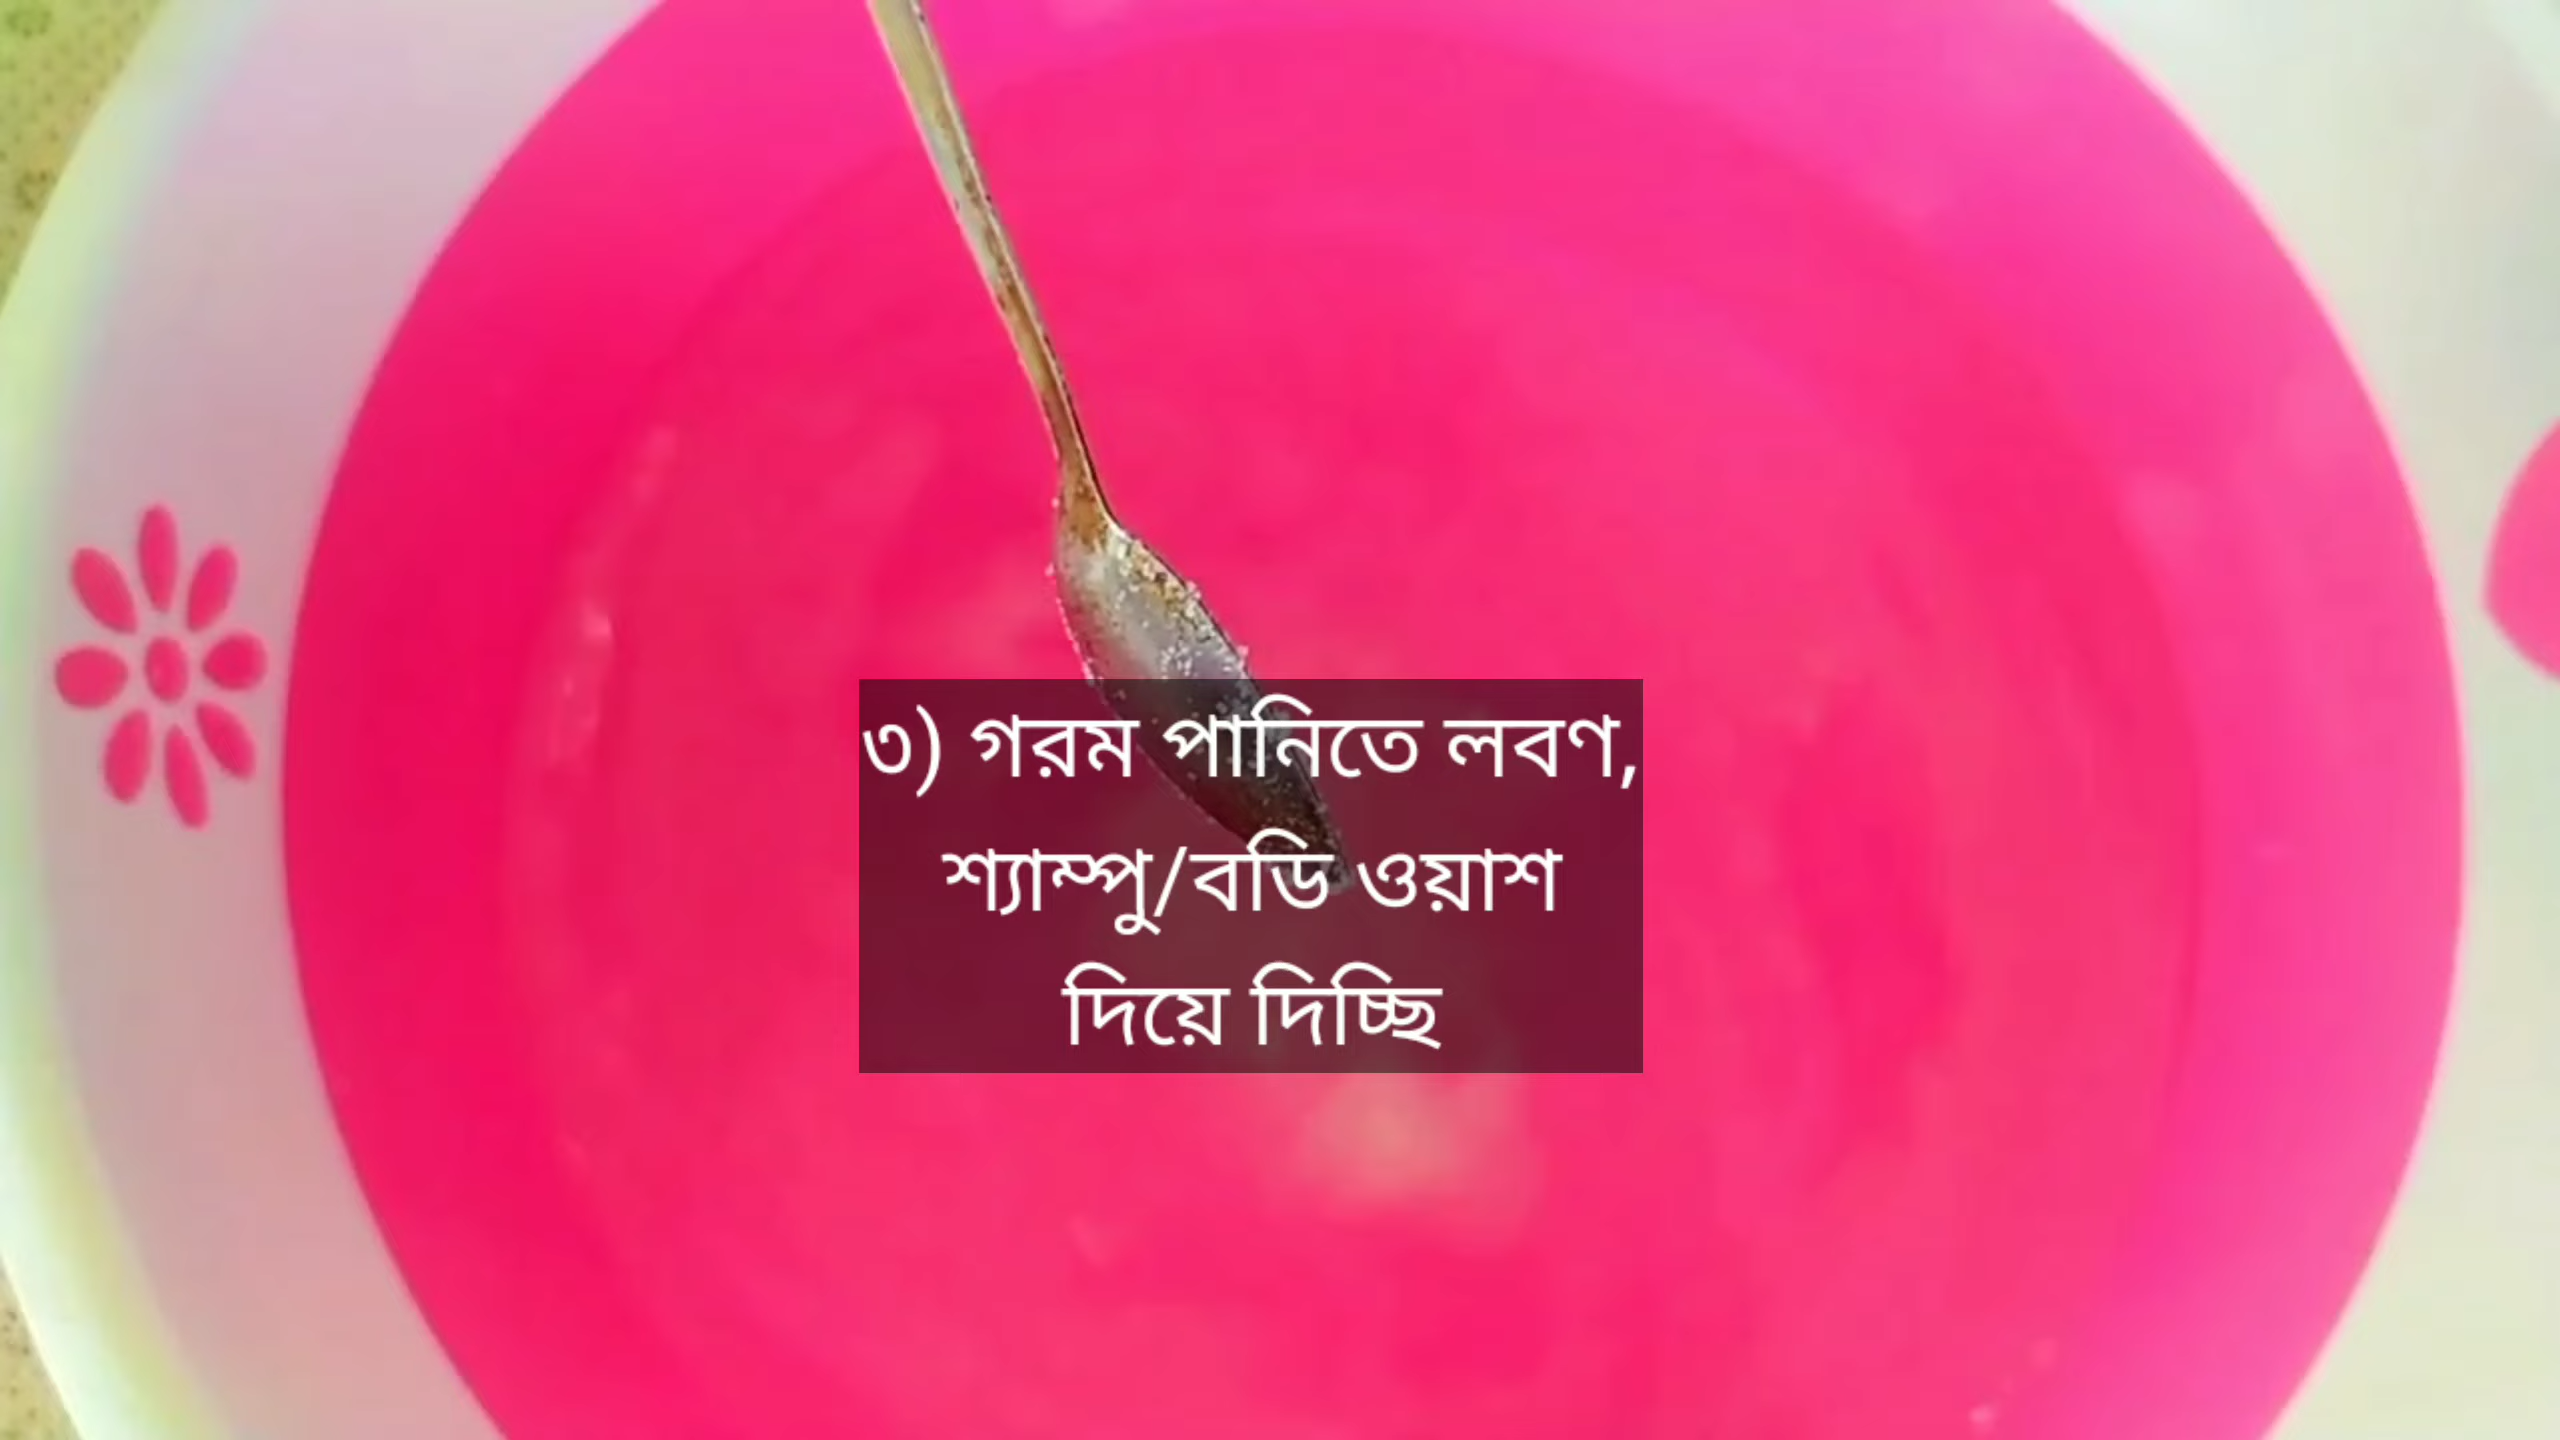 ৩) গরম পানিতে লবণ,
শ্যাম্পু/বডি ওয়াশ
দিয়ে দিচ্ছি